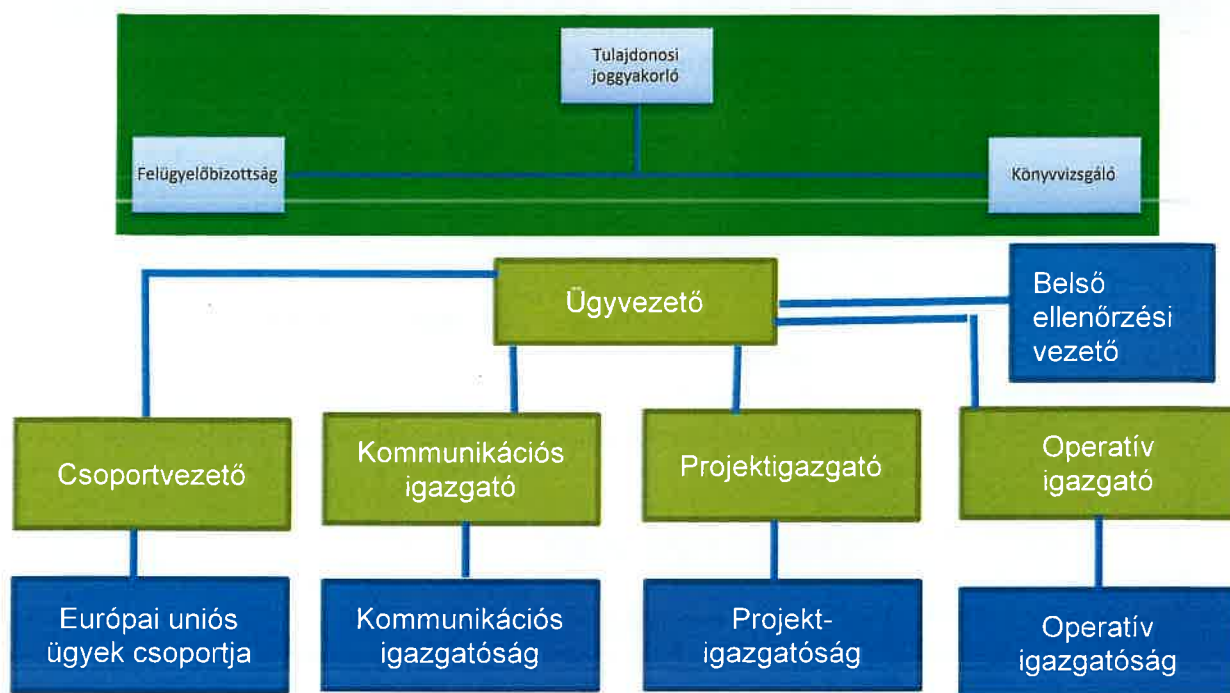 Tulajdonosi
joggyakorló
Felügyelőbizottság
Könyvvizsgáló
Ügyvezető
Belső
ellenőrzési
vezető
Csoportvezető
Kommunikációs
igazgató
Projektigazgató
Operatív
igazgató
Európai uniós
ügyek csoportja
Kommunikációs
igazgatóság
Projekt-
igazgatóság
Operatív
igazgatóság